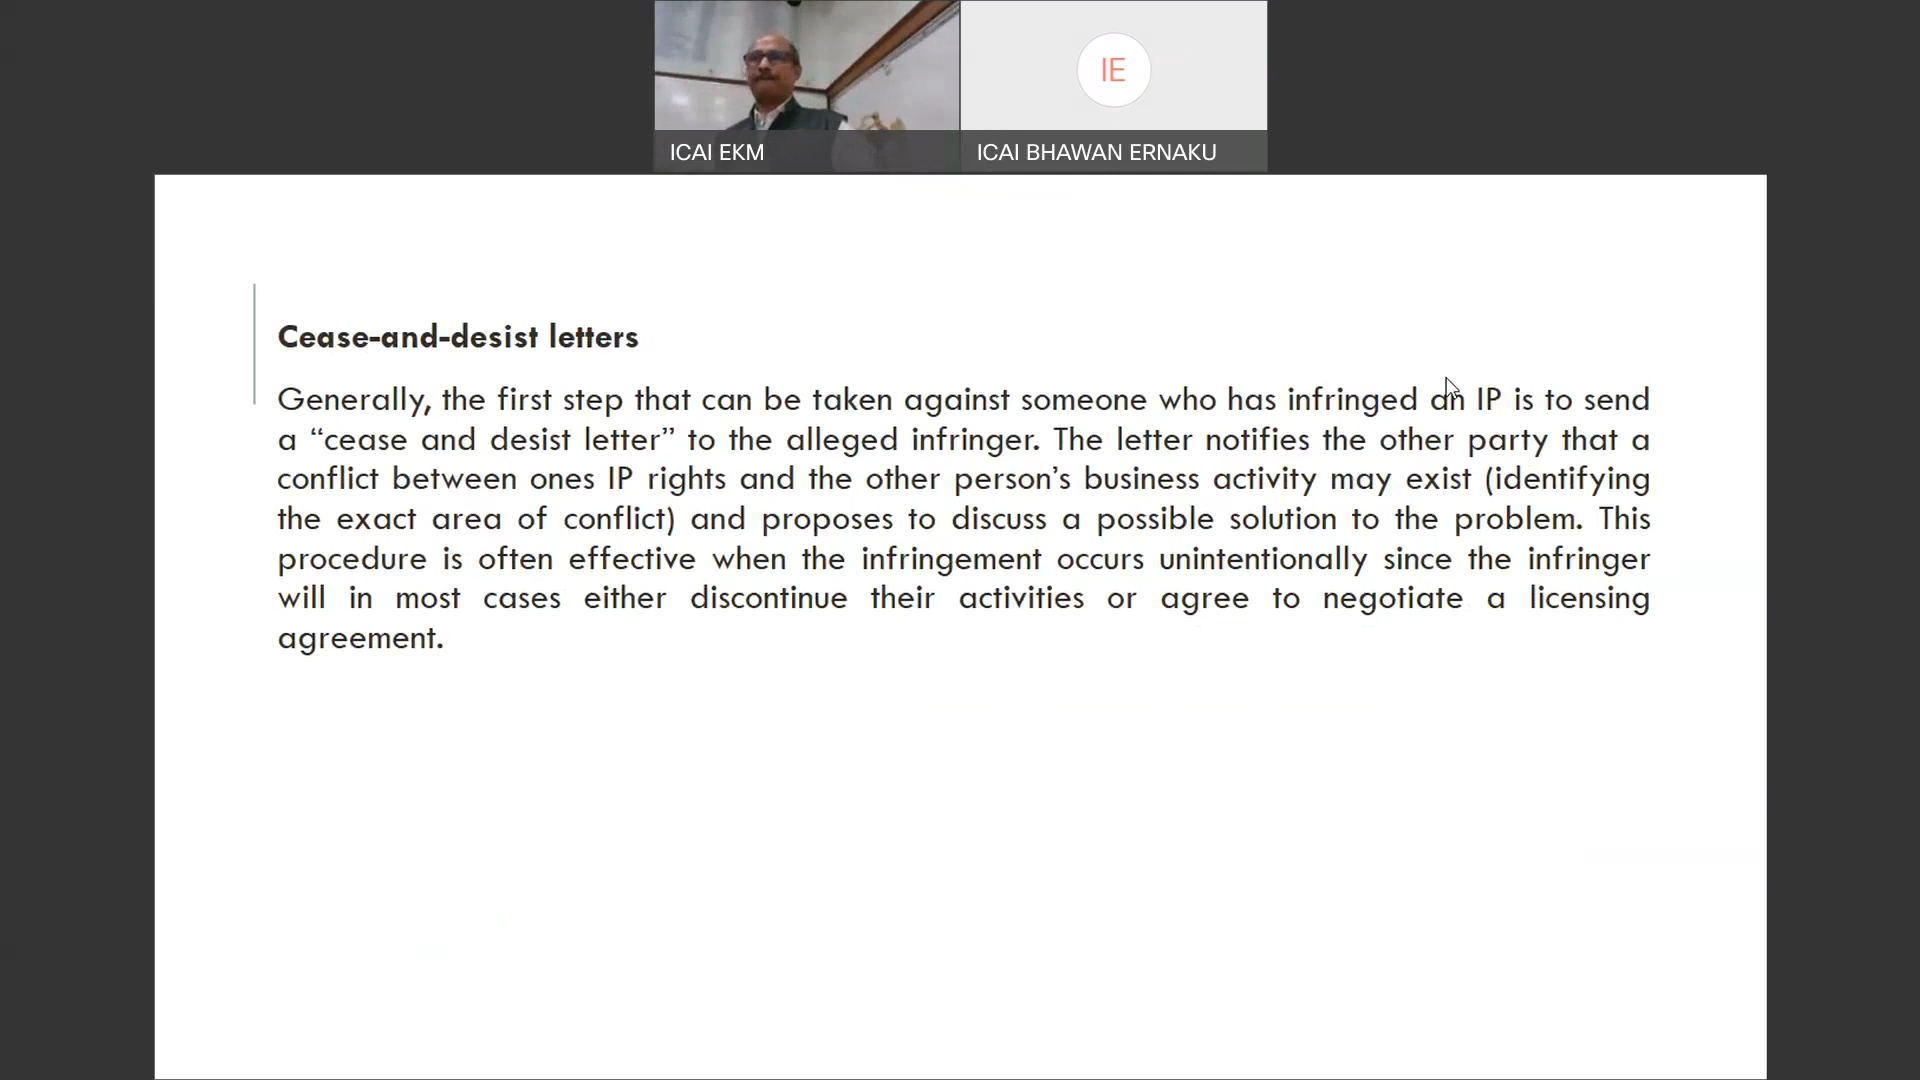 IE
ICAI EKM
ICAI BHAWAN ERNAKU
Cease-and-desist letters
Generally, the first step that can be taken against someone who has infringed an IP is to send
a “cease and desist letter” to the alleged infringer. The letter notifies the other party that a
conflict between ones IP rights and the other person’s business activity may exist (identifying
the exact area of conflict) and proposes to discuss a possible solution to the problem. This
procedure is often effective when the infringement occurs unintentionally since the infringer
will in most cases either discontinue their activities or agree to negotiate a licensing
agreement.